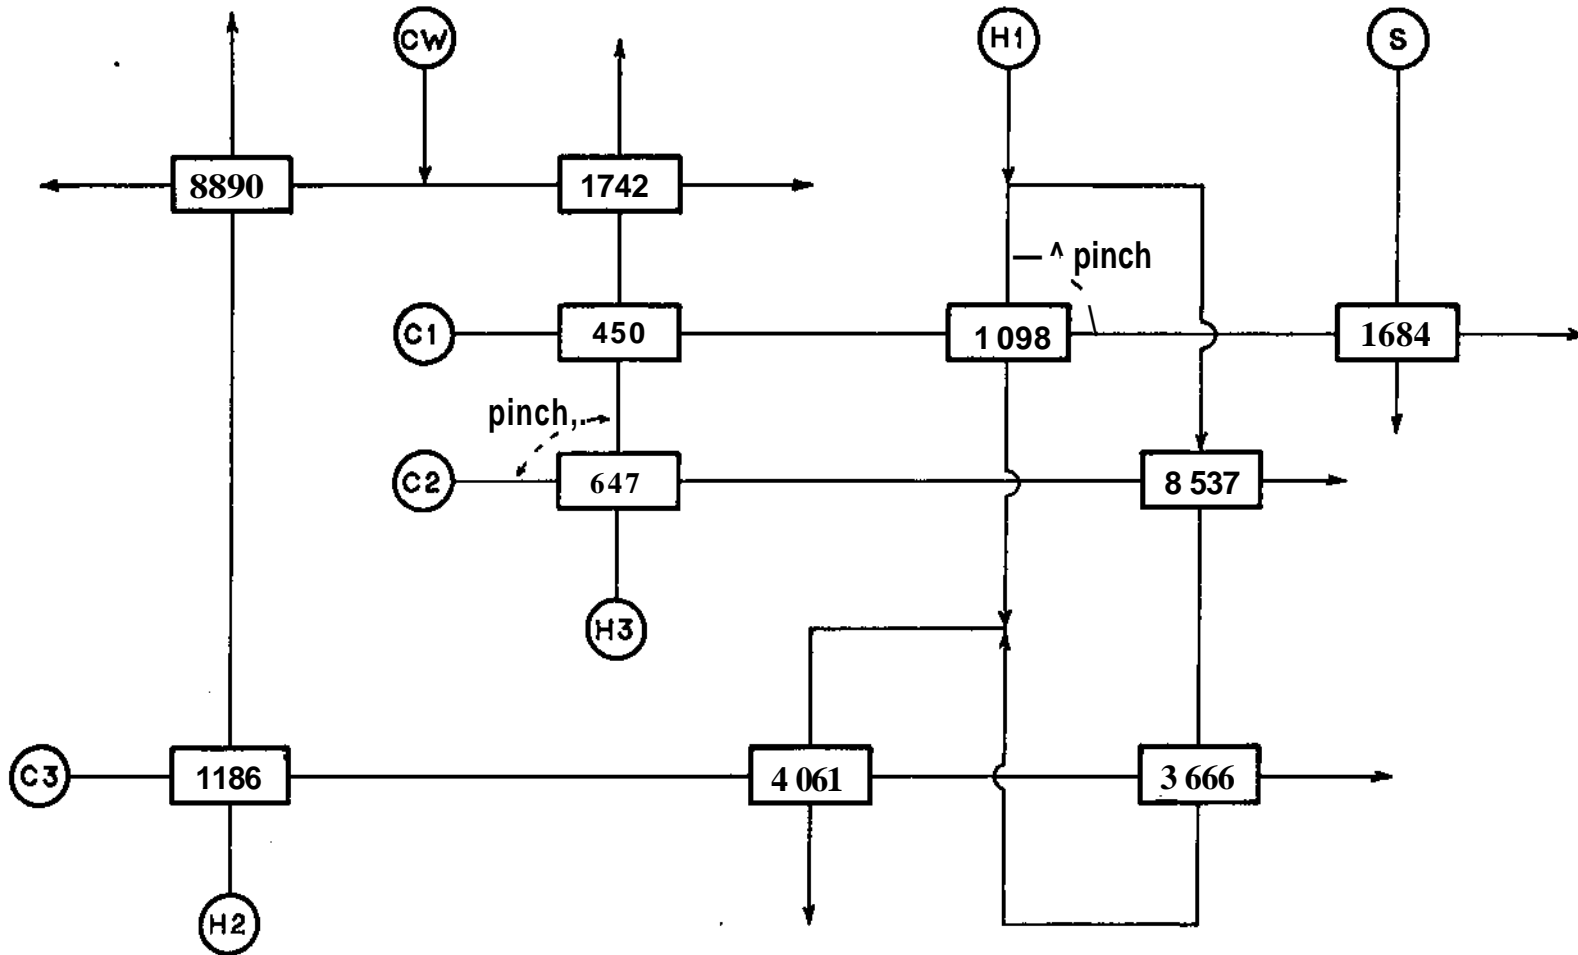 CW
H1
S
8890
1742
— ^ pinch
C1
450
1 098
1684
pinch,.
C2
647
8 537
H3
C3
1186
4 061
3 666
H2